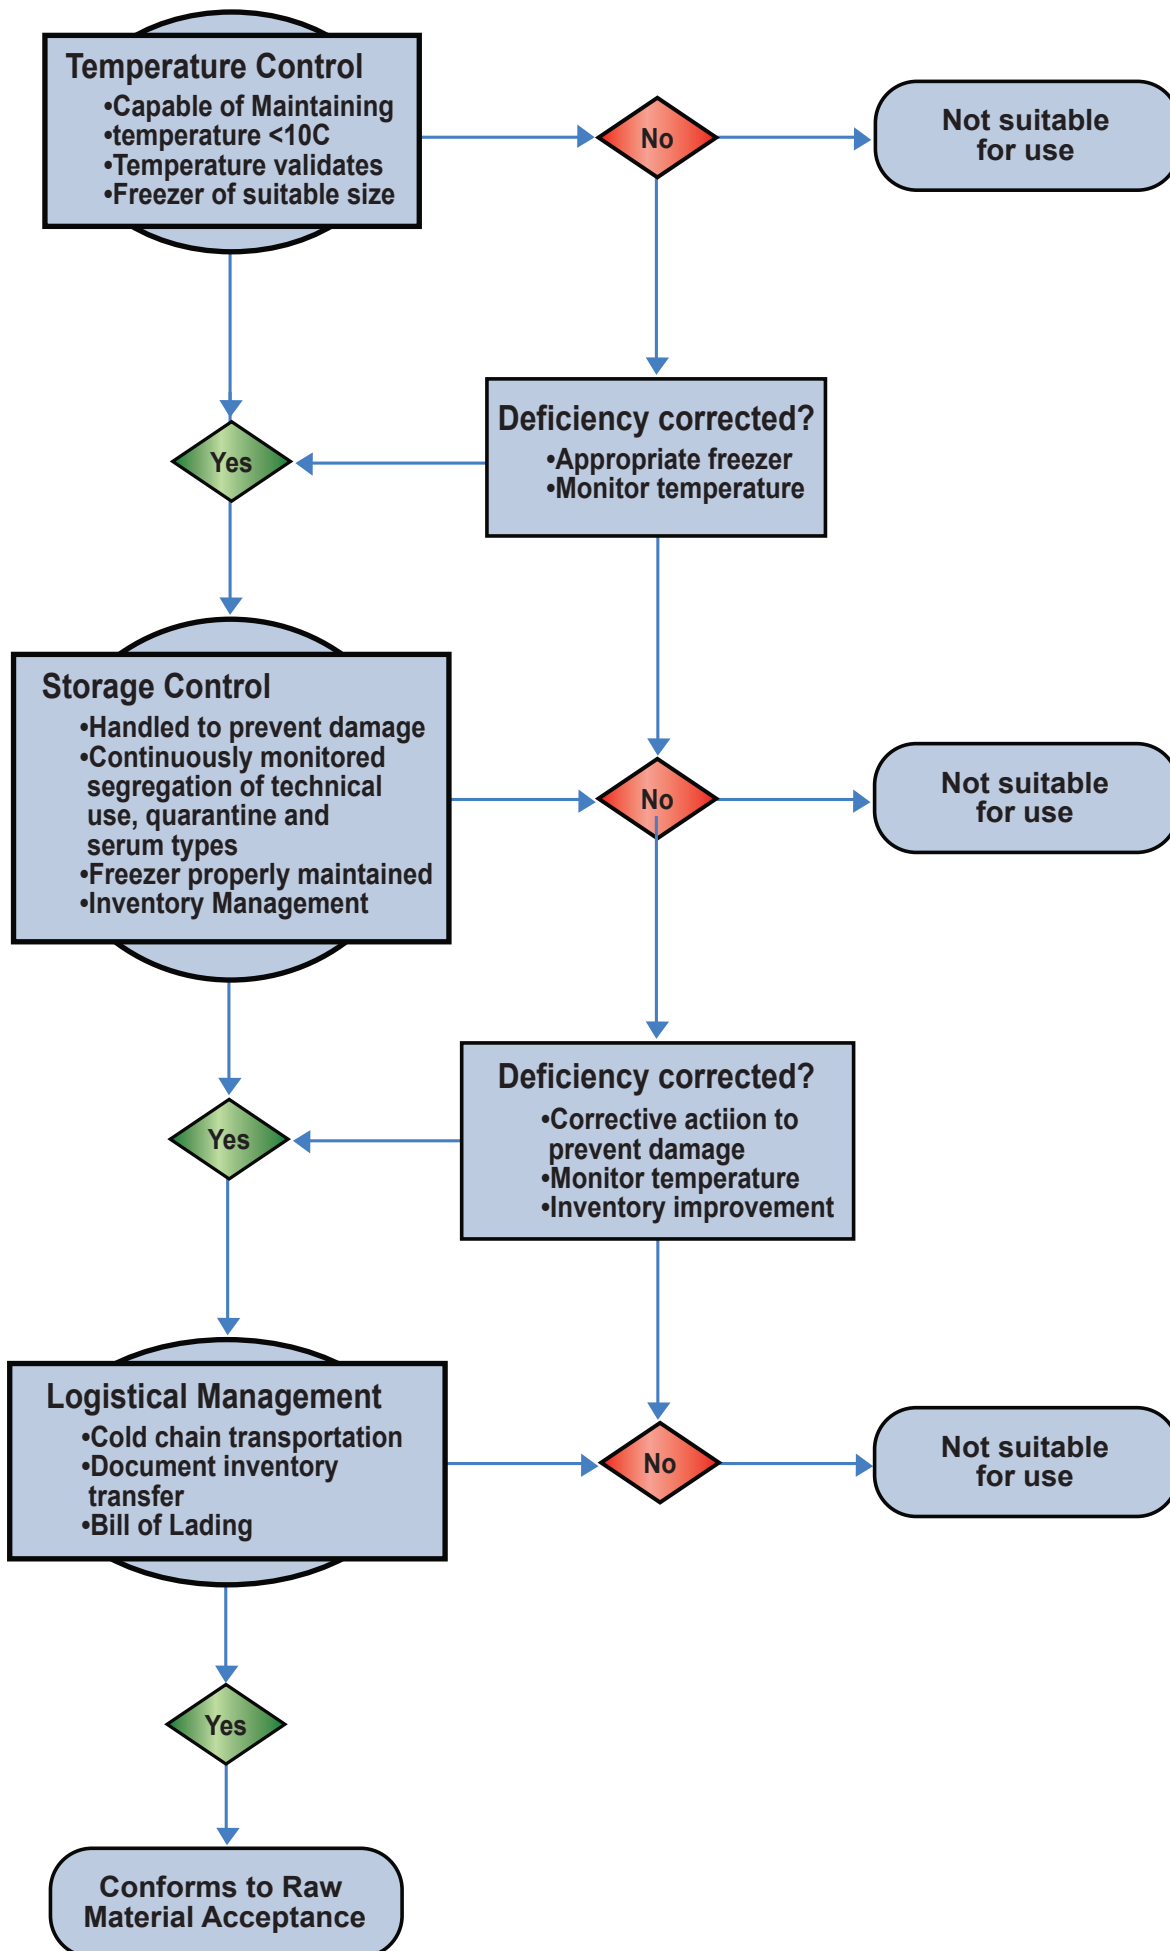 Temperature Control
•Capable of Maintaining
•temperature <10C
•Temperature validates
•Freezer of suitable size
No
Not suitable
for use
Deficiency corrected?
•Appropriate freezer
•Monitor temperature
Yes
Storage Control
•Handled to prevent damage
•Continuously monitored
segregation of technical
use, quarantine and
serum types
•Freezer properly maintained
•Inventory Management
No
Not suitable
for use
Deficiency corrected?
•Corrective actiion to
prevent damage
•Monitor temperature
•Inventory improvement
Yes
Logistical Management
•Cold chain transportation
•Document inventory
transfer
•Bill of Lading
No
Not suitable
for use
Yes
Conforms to Raw
Material Acceptance